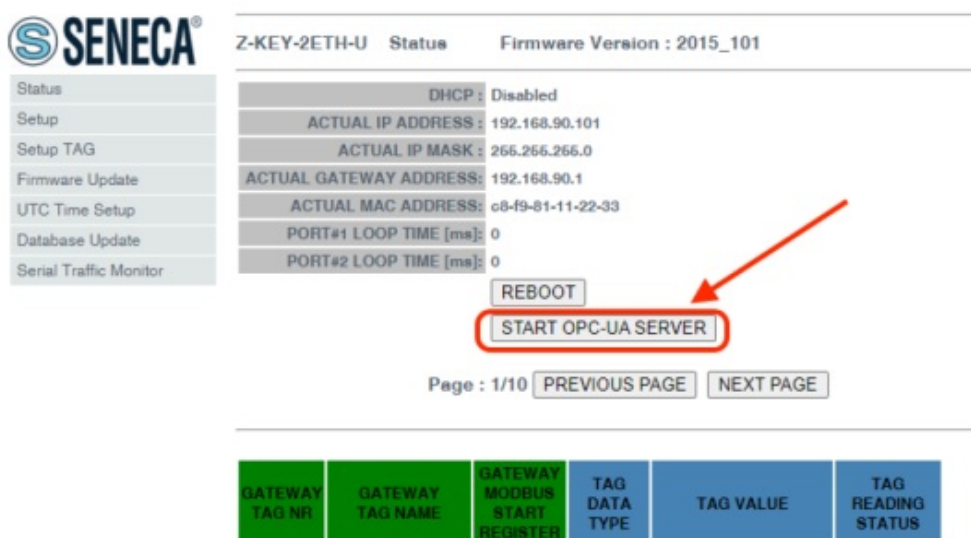 SENECA®
Z-KEY-2ETH-U Status Firmware Version : 2015_101
Status
Setup
Setup TAG
Firmware Update
UTC Time Setup
Database Update
Serial Traffic Monitor
DHCP : Disabled
ACTUAL IP ADDRESS : 192.168.90.101
ACTUAL IP MASK : 255.255.255.0
ACTUAL GATEWAY ADDRESS: 192.168.90.1
ACTUAL MAC ADDRESS: c8-f9-81-11-22-33
PORT#1 LOOP TIME [ms]: 0
PORT#2 LOOP TIME [ms]: 0
REBOOT
START OPC-UA SERVER
Page : 1/10 PREVIOUS PAGE NEXT PAGE
GATEWAY TAG NR
GATEWAY TAG NAME
GATEWAY MODBUS START REGISTER
TAG DATA TYPE
TAG VALUE
TAG READING STATUS